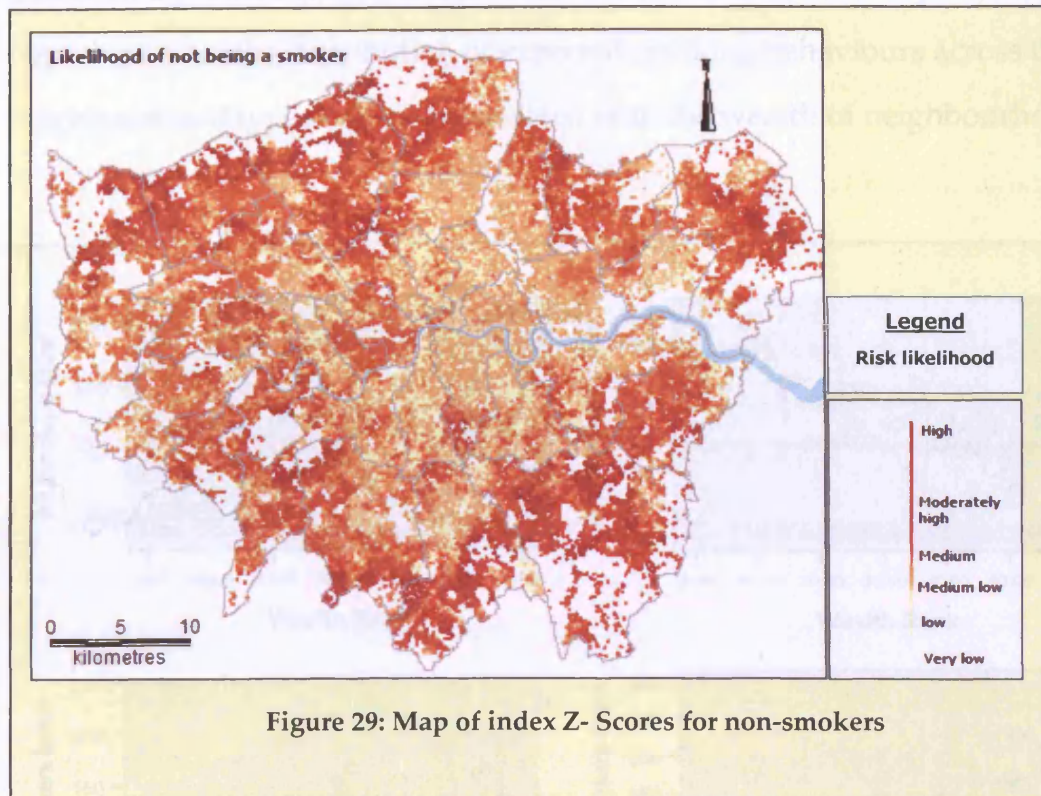 Likelihood of not being a smoker
Legend
Risk likelihood
High
Moderately
high
Medium
Medium low
low
Very low
0 5 10
kilometres
Figure 29: Map of index Z- Scores for non-smokers